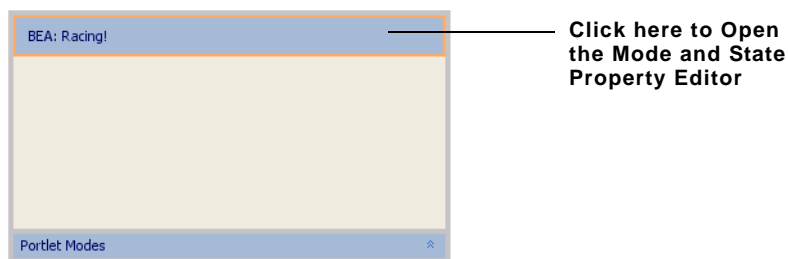 BEA: Racing!
Click here to Open
the Mode and State
Property Editor
Portlet Modes